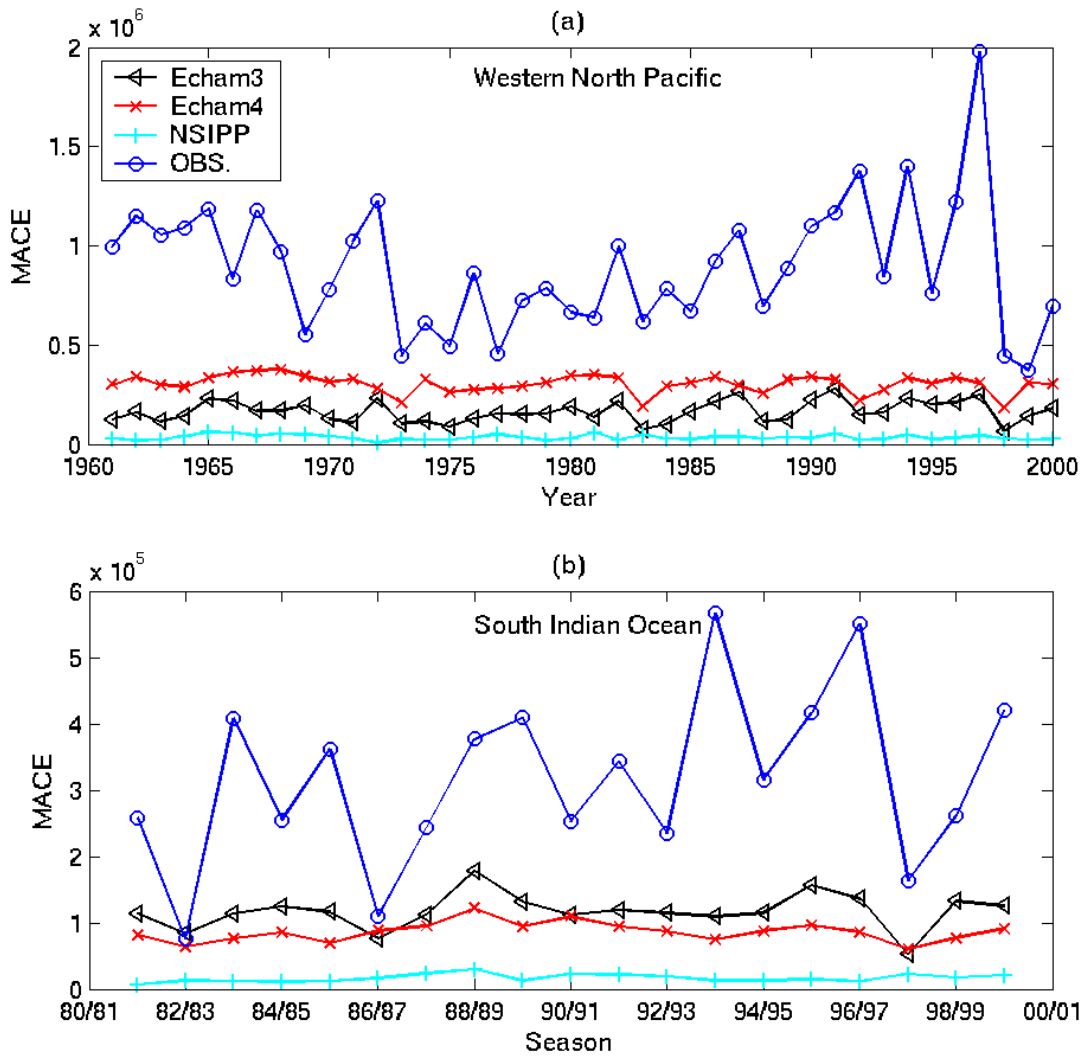 (a)
× 10^6
Western North Pacific
Echam3
Echam4
NSIPP
OBS.
MACE
2
1.5
1
0.5
0
1960 1965 1970 1975 1980 1985 1990 1995 2000
Year
(b)
× 10^5
South Indian Ocean
MACE
6
5
4
3
2
1
0
80/81 82/83 84/85 86/87 88/89 90/91 92/93 94/95 96/97 98/99 00/01
Season